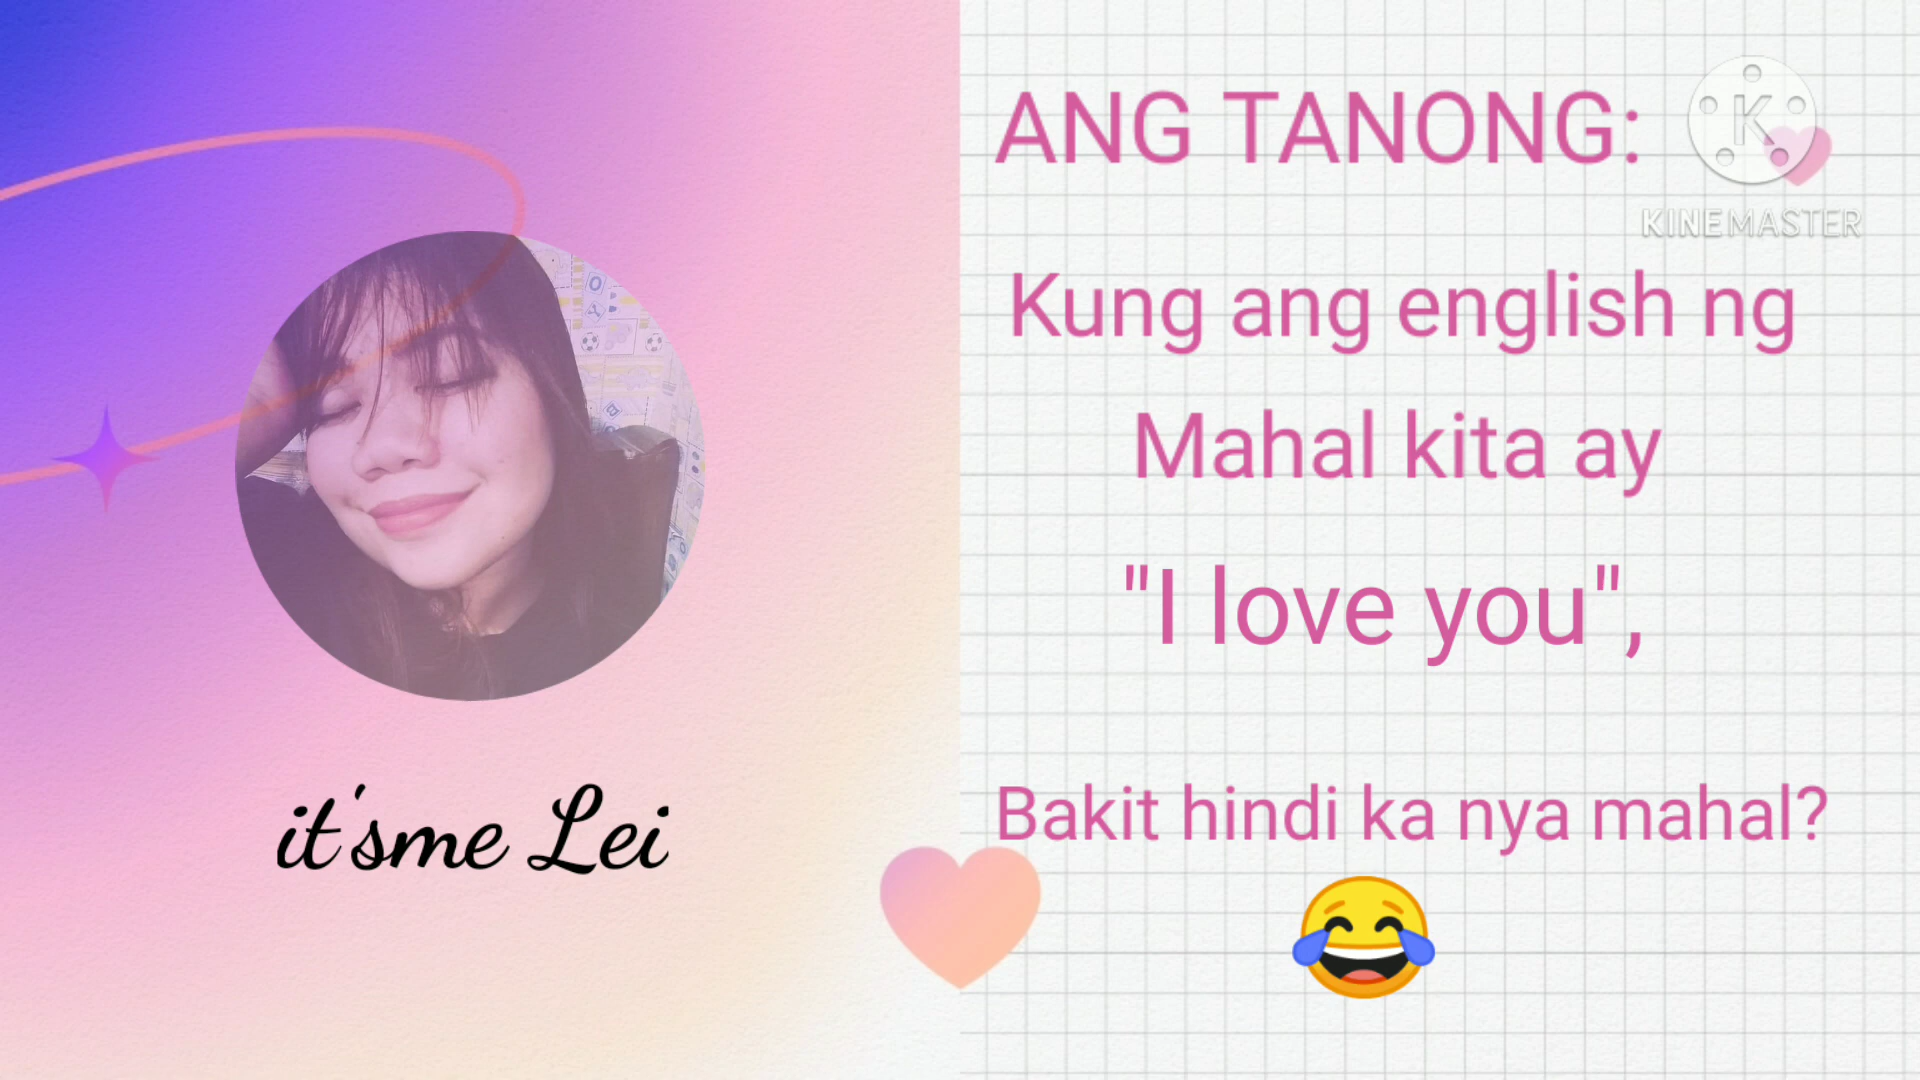 ANG TANONG:
K
KINEMASTER
Kung ang english ng
Mahal kita ay
"I love you",
Bakit hindi ka nya mahal?
it'sme Lei